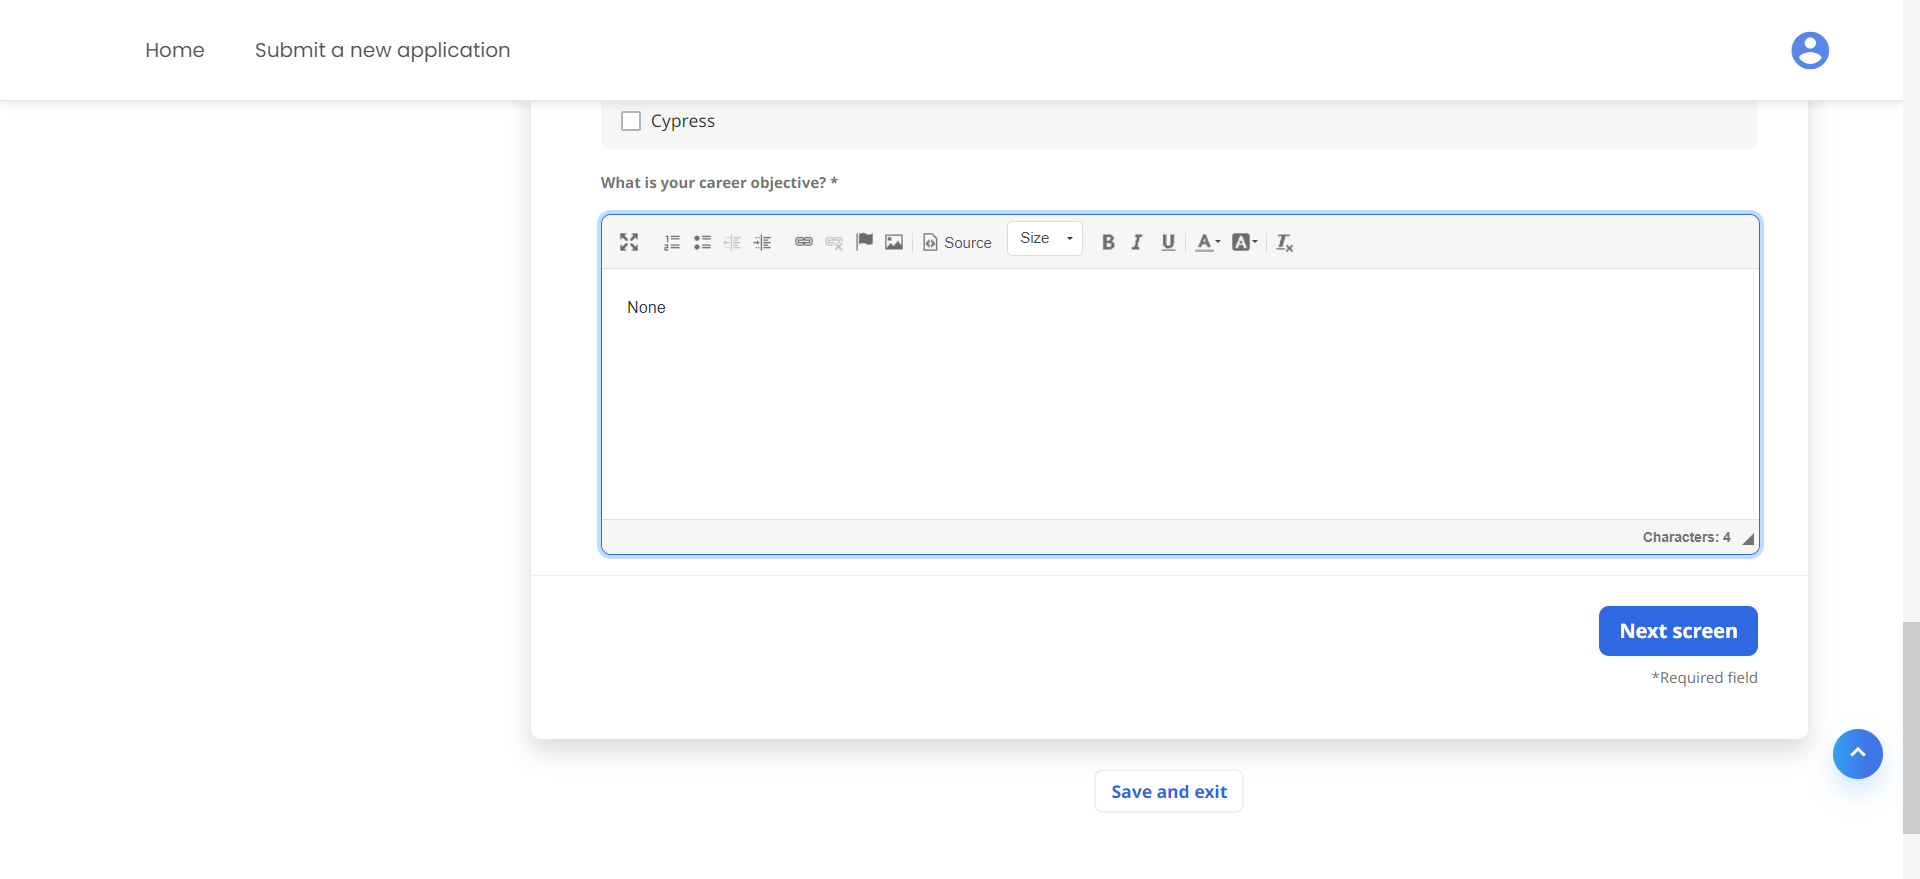 Home Submit a new application
Cypress
What is your career objective? *
Source Size B I U A A Tx
None
Characters: 4
Next screen
*Required field
Save and exit